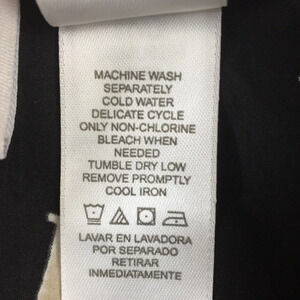 MACHINE WASH
SEPARATELY
COLD WATER
DELICATE CYCLE
ONLY NON-CHLORINE
BLEACH WHEN
NEEDED
TUMBLE DRY LOW
REMOVE PROMPTLY
COOL IRON
LAVAR EN LAVADORA
POR SEPARADO
RETIRAR
INMEDIATAMENTE